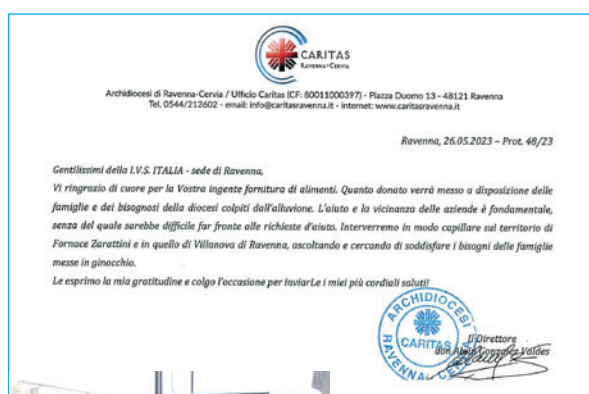 CARITAS
RAVENNA-CERVIA
Archidiocesi di Ravenna-Cervia / Ufficio Caritas (CF: 80011000397) - Piazza Duomo 13 - 48121 Ravenna
Tel. 0544/212602 - email: info@caritasravenna.it - internet: www.caritasravenna.it
Ravenna, 26.05.2023 – Prot. 48/23
Gentilissimi della I.V.S. ITALIA - sede di Ravenna,
Vi ringrazio di cuore per la Vostra ingente fornitura di alimenti. Quanto donato verrà messo a disposizione delle
famiglie e dei bisognosi della diocesi colpiti dall'alluvione. L'aiuto e la vicinanza delle aziende è fondamentale,
senza del quale sarebbe difficile far fronte alle richieste d'aiuto. Interverremo in modo capillare sul territorio di
Fornace Zarattini e in quello di Villanova di Ravenna, ascoltando e cercando di soddisfare i bisogni delle famiglie
messe in ginocchio.
Le esprimo la mia gratitudine e colgo l'occasione per inviarLe i miei più cordiali saluti!
ARCHIDIOCESI
RAVENNA-CERVIA
CARITAS
Il Direttore
don Alain Gonzalez Valdes